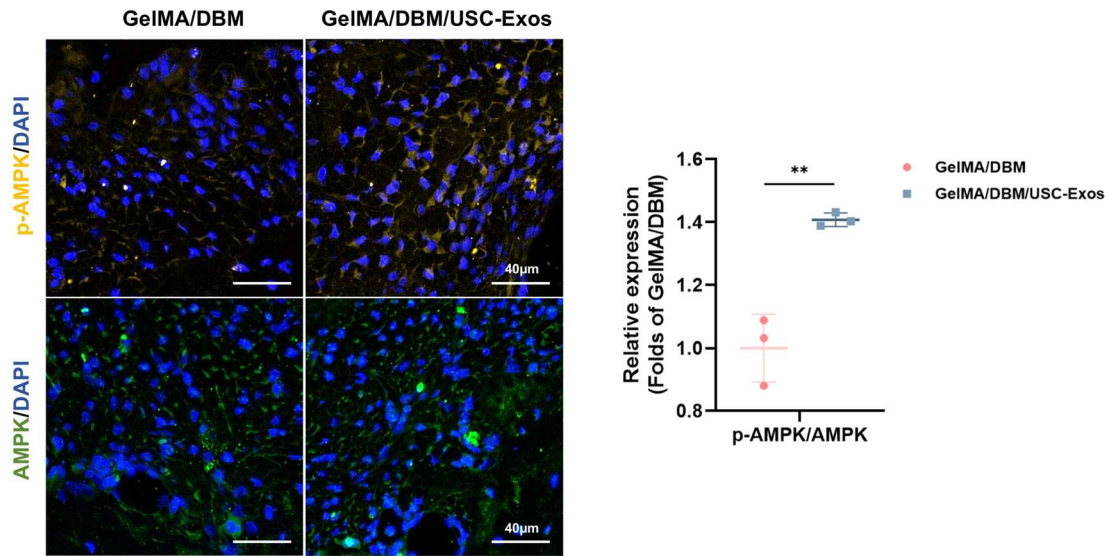 GelMA/DBM
GelMA/DBM/USC-Exos
p-AMPK/DAPI
40μm
AMPK/DAPI
40μm
Relative expression
(Folds of GelMA/DBM)
1.6
1.4
1.2
1.0
0.8
**
p-AMPK/AMPK
GelMA/DBM
GelMA/DBM/USC-Exos